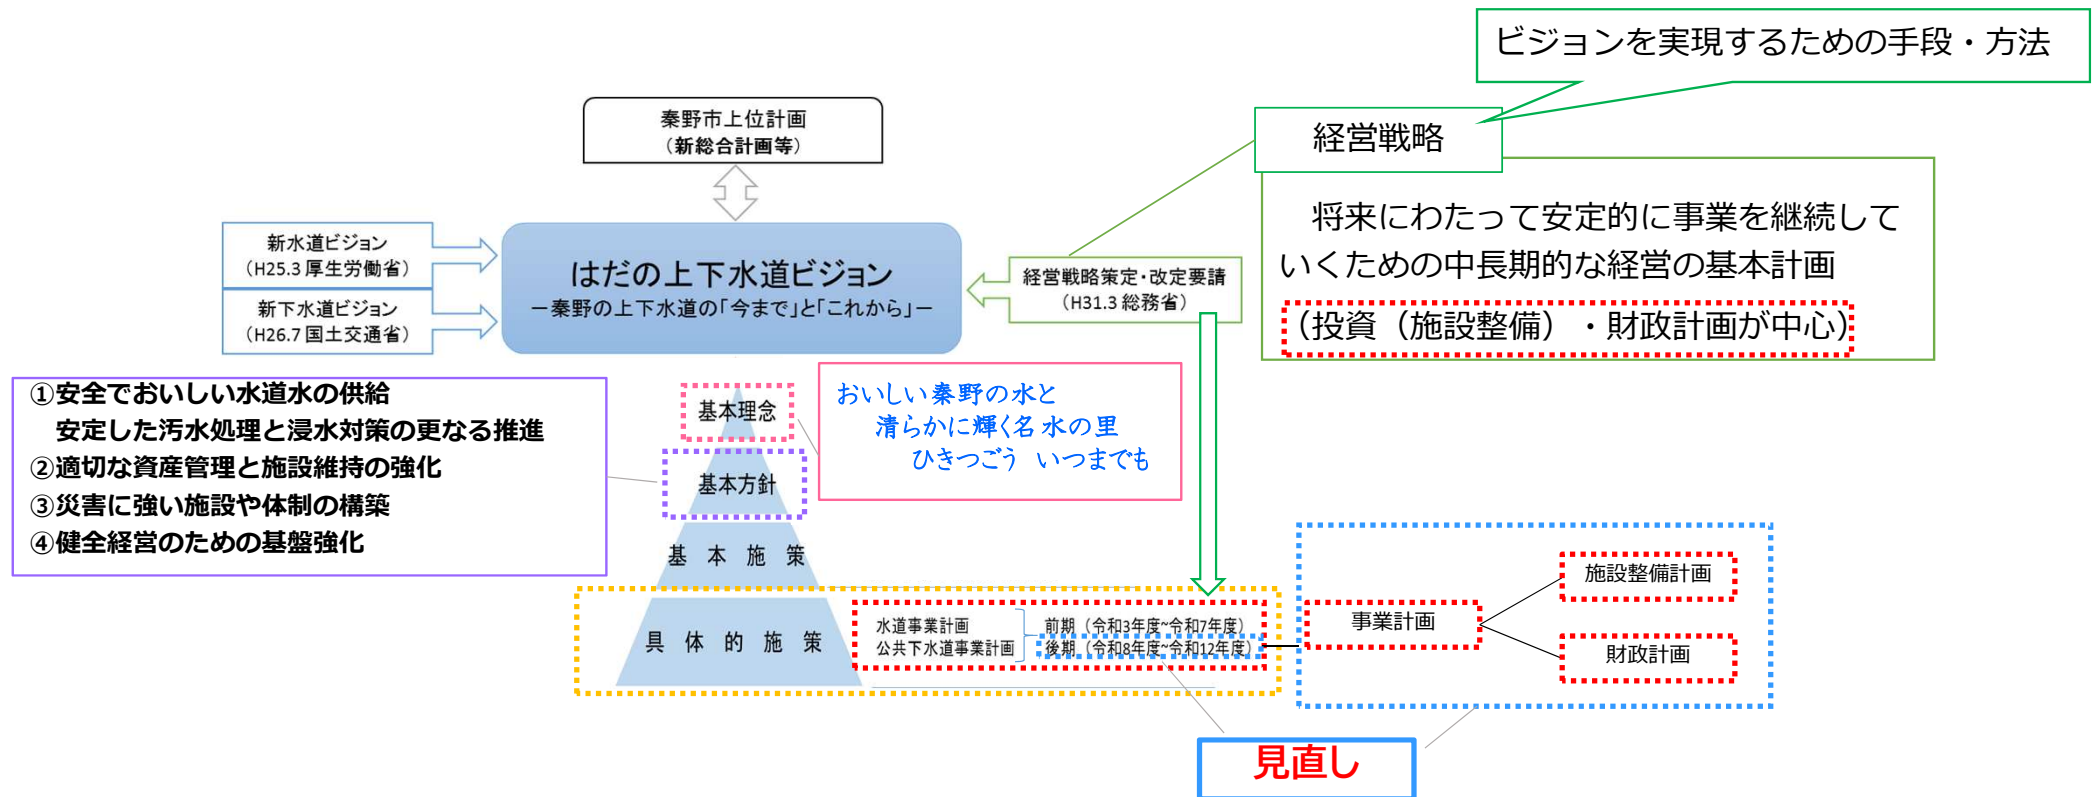 ビジョンを実現するための手段・方法
秦野市上位計画
（新総合計画等）
経営戦略
将来にわたって安定的に事業を継続して
いくための中長期的な経営の基本計画
（投資（施設整備）・財政計画が中心）
新水道ビジョン
（H25.3 厚生労働省）
新下水道ビジョン
（H26.7 国土交通省）
はだの上下水道ビジョン
－秦野の上下水道の「今まで」と「これから」－
経営戦略策定・改定要請
（H31.3 総務省）
①安全でおいしい水道水の供給
安定した汚水処理と浸水対策の更なる推進
②適切な資産管理と施設維持の強化
③災害に強い施設や体制の構築
④健全経営のための基盤強化
基本理念
おいしい秦野の水と
清らかに輝く名水の里
ひきつごう　いつまでも
基本方針
基　本　施　策
具　体　的　施　策
水道事業計画
公共下水道事業計画
前期（令和3年度~令和7年度）
後期（令和8年度~令和12年度）
事業計画
施設整備計画
財政計画
見直し